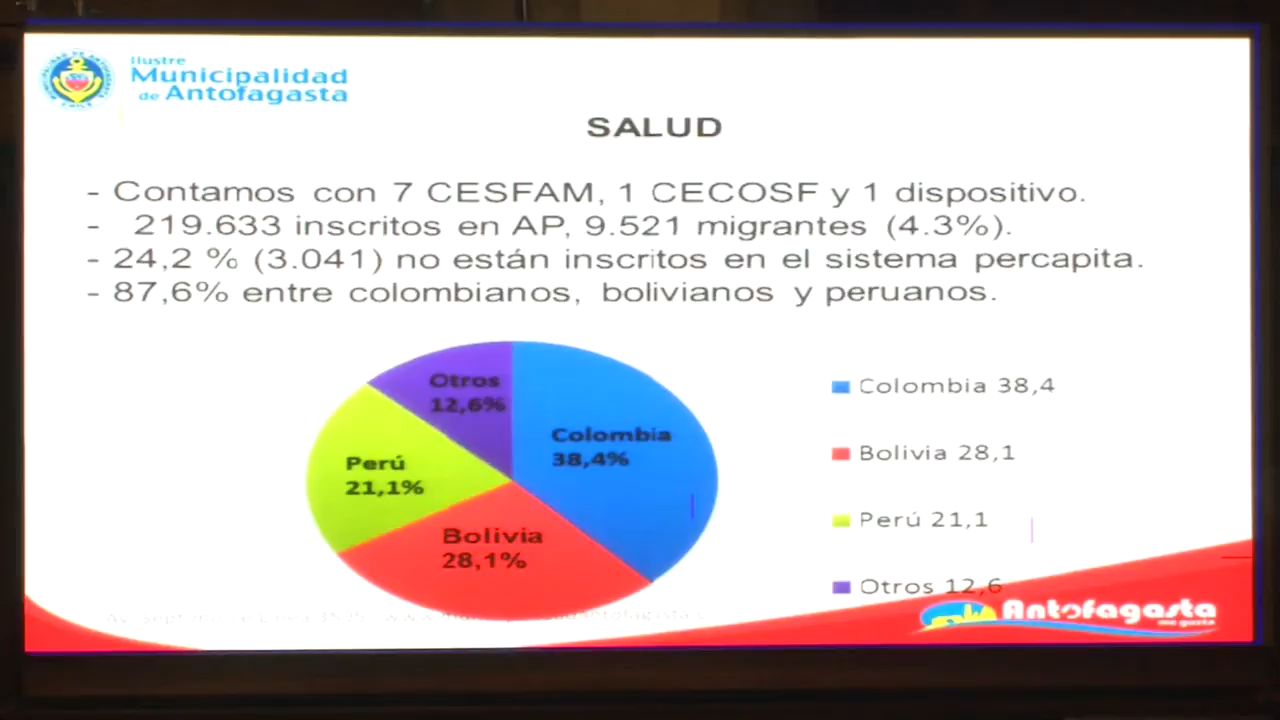 Ilustre
Municipalidad
de Antofagasta
SALUD
- Contamos con 7 CESFAM, 1 CECOSF y 1 dispositivo.
- 219.633 inscritos en AP, 9.521 migrantes (4.3%).
- 24,2 % (3.041) no están inscritos en el sistema percapita.
- 87,6% entre colombianos, bolivianos y peruanos.
Otros
12,6%
Colombia
38,4%
Perú
21,1%
Bolivia
28,1%
Colombia 38,4
Bolivia 28,1
Perú 21,1
Otros 12,6
Antofagasta
me gusta